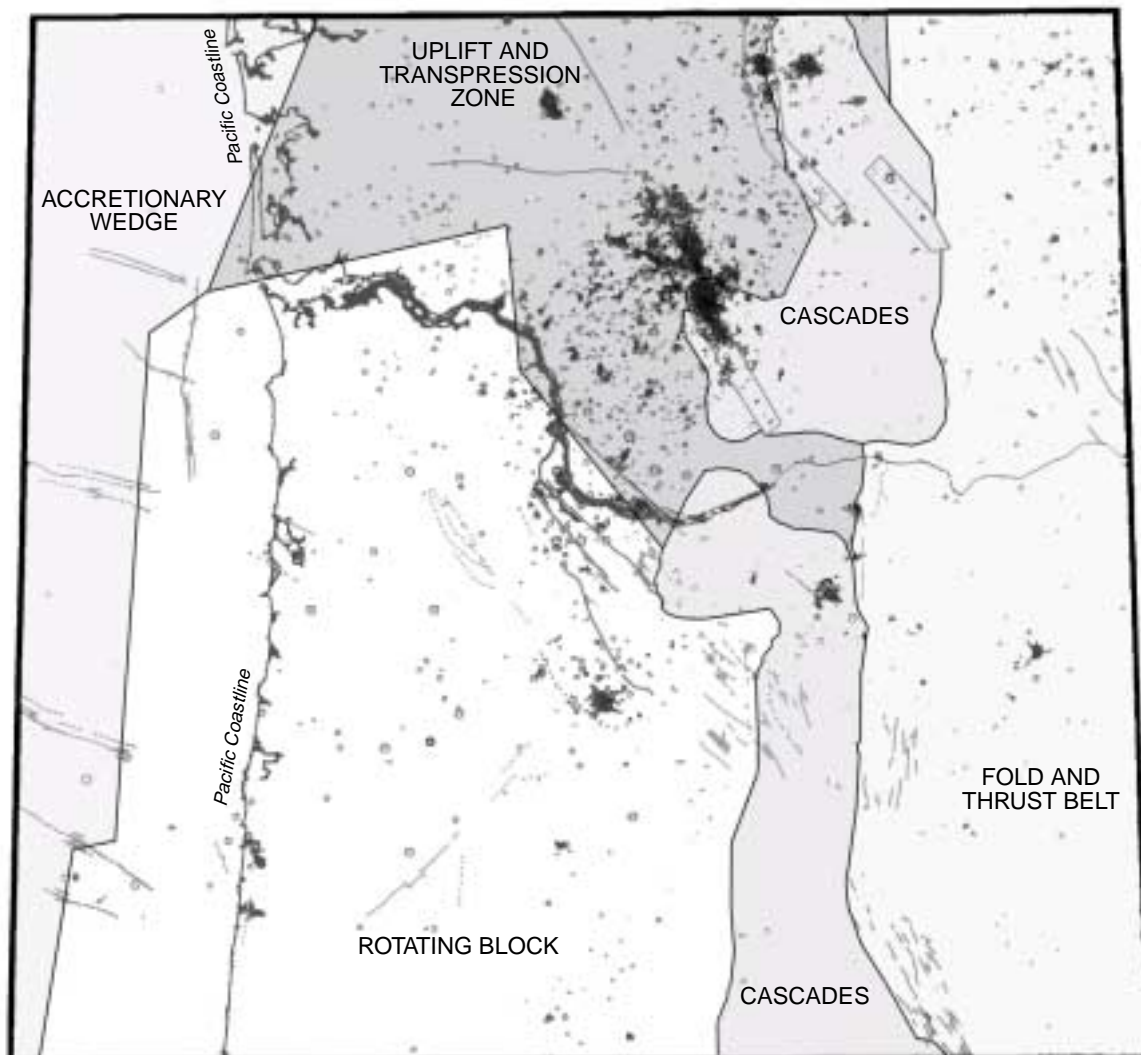 UPLIFT AND
TRANSPRESSION
ZONE
Pacific Coastline
ACCRETIONARY
WEDGE
CASCADES
Pacific Coastline
FOLD AND
THRUST BELT
ROTATING BLOCK
CASCADES